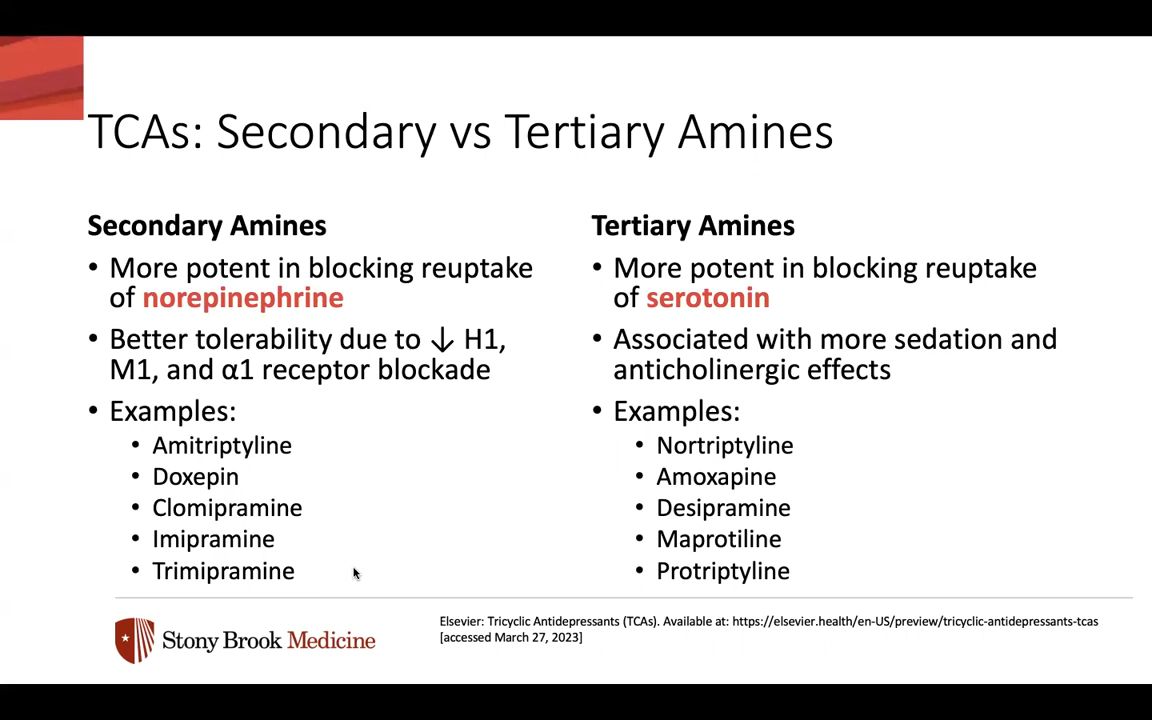 TCAs: Secondary vs Tertiary Amines
Secondary Amines
• More potent in blocking reuptake
of norepinephrine
• Better tolerability due to ↓ H1,
M1, and α1 receptor blockade
• Examples:
• Amitriptyline
• Doxepin
• Clomipramine
• Imipramine
• Trimipramine
Tertiary Amines
• More potent in blocking reuptake
of serotonin
• Associated with more sedation and
anticholinergic effects
• Examples:
• Nortriptyline
• Amoxapine
• Desipramine
• Maprotiline
• Protriptyline
Stony Brook Medicine
Elsevier: Tricyclic Antidepressants (TCAs). Available at: https://elsevier.health/en-US/preview/tricyclic-antidepressants-tcas
[accessed March 27, 2023]